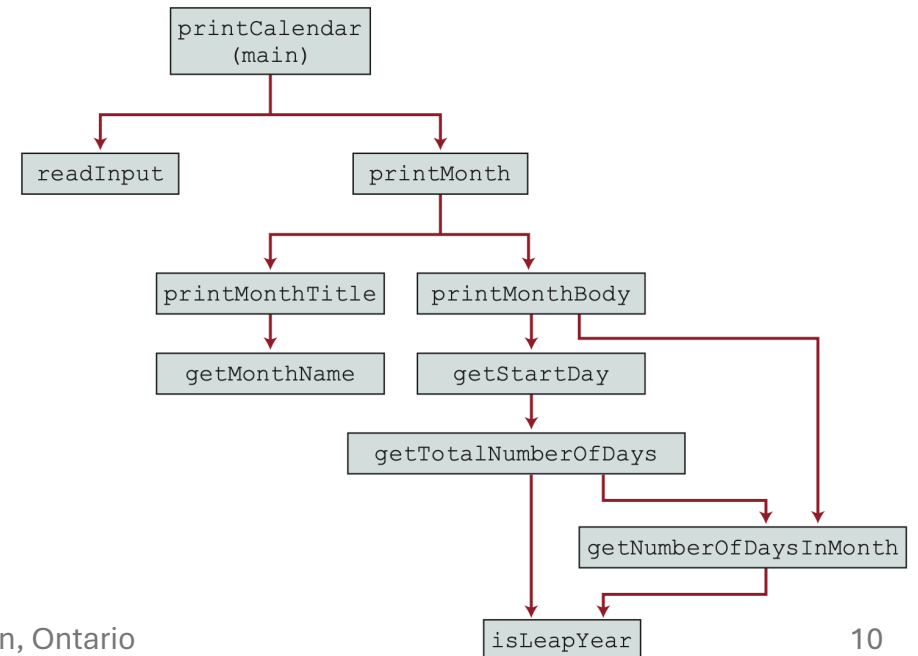 printCalendar
(main)
readInput
printMonth
printMonthTitle
printMonthBody
getMonthName
getStartDay
getTotalNumberOfDays
getNumberOfDaysInMonth
isLeapYear
n, Ontario
10